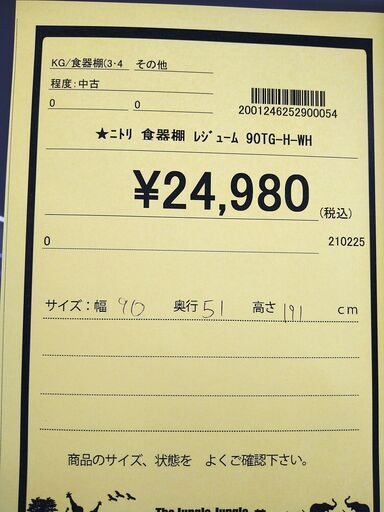 KG/食器棚(3･4 その他
程度:中古
0 0
2001246252900054
★ﾆﾄﾘ 食器棚 ﾚｼﾞｭｰﾑ 90TG-H-WH
¥24,980
(税込)
0 210225
サイズ:幅 90 奥行 51 高さ 191 cm
商品のサイズ、状態を よくご確認下さい。
The Jungle Jungle